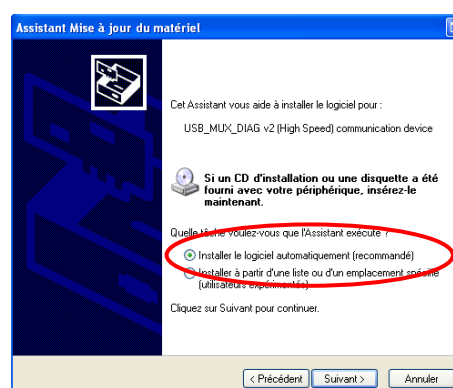 Assistant Mise à jour du matériel
Cet Assistant vous aide à installer le logiciel pour :
USB_MUX_DIAG v2 (High Speed) communication device
Si un CD d'installation ou une disquette a été
fourni avec votre périphérique, insérez-le
maintenant.
Quelle tâche voulez-vous que l'Assistant exécute ?
Installer le logiciel automatiquement (recommandé)
Installer à partir d'une liste ou d'un emplacement spécifié
(utilisateurs expérimentés)
Cliquez sur Suivant pour continuer.
< Précédent
Suivant >
Annuler